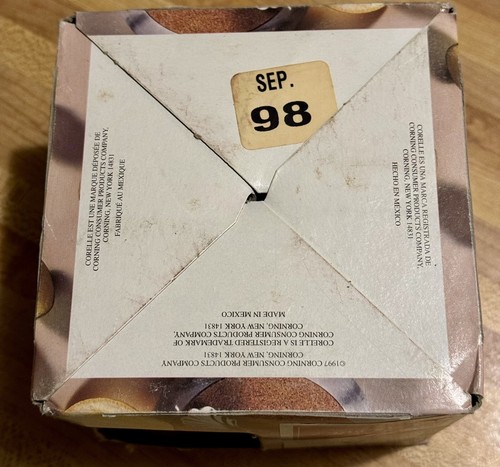 SEP.
98
CORELLE EST UNE MARQUE DÉPOSÉE DE
CORNING CONSUMER PRODUCTS COMPANY,
CORNING, NEW YORK 14831
FABRIQUÉ AU MEXIQUE
CORELLE ES UNA MARCA REGISTRADA DE
CORNING CONSUMER PRODUCTS COMPANY,
CORNING, NEW YORK 14831
HECHO EN MÉXICO
©1997 CORNING CONSUMER PRODUCTS COMPANY
CORNING, NEW YORK 14831
CORELLE IS A REGISTERED TRADEMARK OF
CORNING CONSUMER PRODUCTS COMPANY,
CORNING, NEW YORK 14831
MADE IN MEXICO